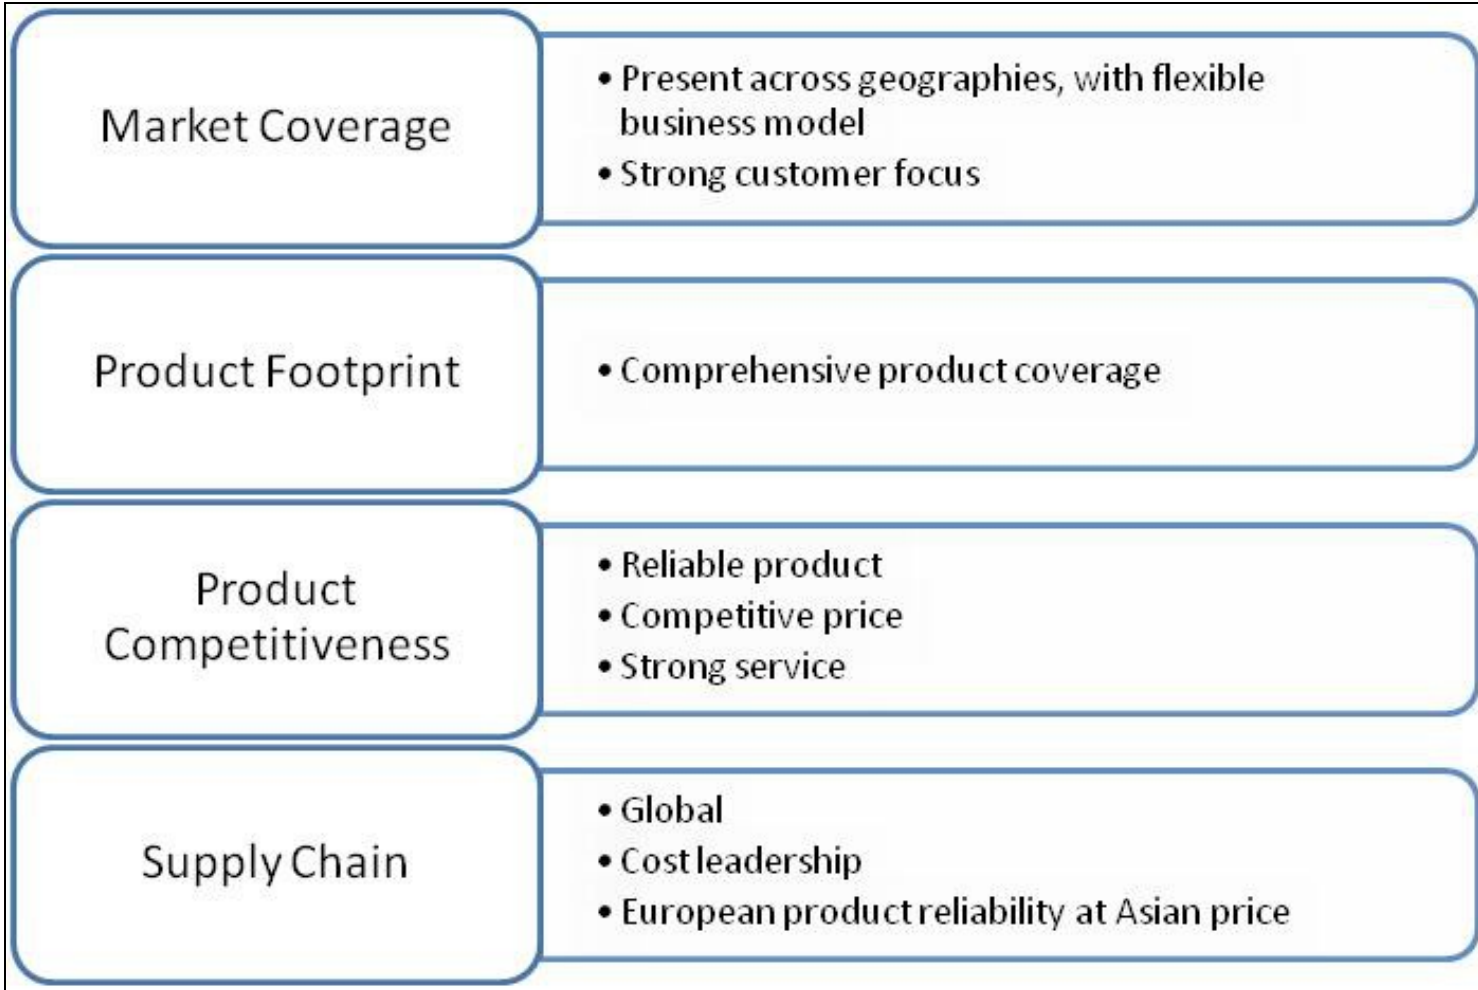 Market Coverage
• Present across geographies, with flexible
business model
• Strong customer focus
Product Footprint
• Comprehensive product coverage
Product
Competitiveness
• Reliable product
• Competitive price
• Strong service
Supply Chain
• Global
• Cost leadership
• European product reliability at Asian price